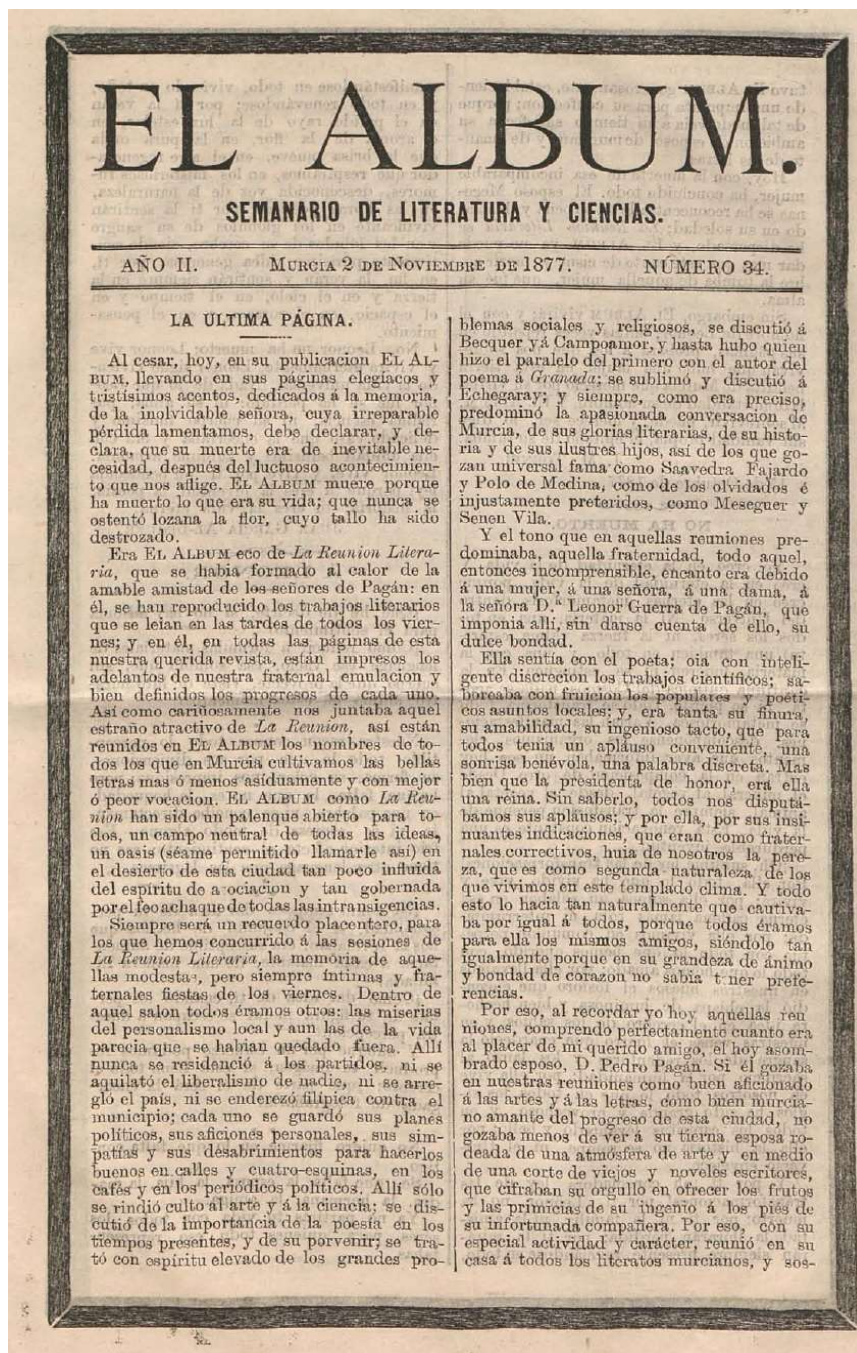 EL ALBUM.
SEMANARIO DE LITERATURA Y CIENCIAS.
AÑO II.
MURCIA 2 DE NOVIEMBRE DE 1877.
NÚMERO 34.
LA ULTIMA PÁGINA.
Al cesar, hoy, en su publicacion EL AL-
BUM, llevando en sus páginas elegíacos y
tristísimos acentos, dedicados á la memoria,
de la inolvidable señora, cuya irreparable
pérdida lamentamos, debe declarar, y de-
clara, que su muerte era de inevitable ne-
cesidad, después del luctuoso acontecimien-
to que nos aflige. EL ALBUM muere porque
ha muerto lo que era su vida; que nunca se
ostentó lozana la flor, cuyo tallo ha sido
destrozado.
Era EL ALBUM eco de La Reunion Litera-
ria, que se habia formado al calor de la
amable amistad de los señores de Pagán: en
él, se han reproducido los trabajos literarios
que se leian en las tardes de todos los vier-
nes; y en él, en todas las páginas de esta
nuestra querida revista, están impresos los
adelantos de nuestra fraternal emulacion y
bien definidos los progresos de cada uno.
Así como cariñosamente nos juntaba aquel
estraño atractivo de La Reunion, así están
reunidos en EL ALBUM los nombres de to-
dos los que en Murcia cultivamos las bellas
letras mas ó menos asíduamente y con mejor
ó peor vocacion. EL ALBUM como La Reu-
nion han sido un palenque abierto para to-
dos, un campo neutral de todas las ideas,
un oasis (séame permitido llamarle así) en
el desierto de esta ciudad tan poco influida
del espíritu de a ociacion y tan gobernada
por el feo achaque de todas las intransigencias.
Siempre será un recuerdo placentero, para
los que hemos concurrido á las sesiones de
La Reunion Literaria, la memoria de aque-
llas modestas, pero siempre íntimas y fra-
ternales fiestas de los viernes. Dentro de
aquel salon todos éramos otros: las miserias
del personalismo local y aun las de la vida
parecia que se habian quedado fuera. Allí
nunca se residenció á los partidos, ni se
aquilató el liberalismo de nadie, ni se arre-
gló el país, ni se enderezó filípica contra el
municipio; cada uno se guardó sus planes
políticos, sus aficiones personales, sus sim-
patías y sus desabrimientos para hacerlos
buenos en calles y cuatro-esquinas, en los
cafés y en los periódicos políticos. Allí sólo
se rindió culto al arte y á la ciencia; se dis-
cutió de la importancia de la poesía en los
tiempos presentes, y de su porvenir; se tra-
tó con espíritu elevado de los grandes pro-
blemas sociales y religiosos, se discutió á
Becquer y á Campoamor, y hasta hubo quien
hizo el paralelo del primero con el autor del
poema á Granada; se sublimó y discutió á
Echegaray; y siempre, como era preciso,
predominó la apasionada conversacion de
Murcia, de sus glorias literarias, de su histo-
ria y de sus ilustres hijos, así de los que go-
zan universal fama como Saavedra Fajardo
y Polo de Medina, como de los olvidados é
injustamente preteridos, como Meseguer y
Senen Vila.
Y el tono que en aquellas reuniones pre-
dominaba, aquella fraternidad, todo aquel,
entonces incomprensible, encanto era debido
á una mujer, á una señora, á una dama, á
la señora D.ª Leonor Guerra de Pagán, que
imponia allí, sin darse cuenta de ello, su
dulce bondad.
Ella sentía con el poeta; oia con inteli-
gente discrecion los trabajos científicos; sa-
boreaba con fruicion los populares y poéti-
cos asuntos locales; y, era tanta su finura,
su amabilidad, su ingenioso tacto, que para
todos tenia un aplauso conveniente, una
sonrisa benévola, una palabra discreta. Mas
bien que la presidenta de honor, era ella
una reina. Sin saberlo, todos nos disputá-
bamos sus aplausos; y por ella, por sus insi-
nuantes indicaciones, que eran como frater-
nales correctivos, huia de nosotros la pere-
za, que es como segunda naturaleza de los
que vivimos en este templado clima. Y todo
esto lo hacia tan naturalmente que cautiva-
ba por igual á todos, porque todos éramos
para ella los mismos amigos, siéndolo tan
igualmente porque en su grandeza de ánimo
y bondad de corazon no sabia t:ner prefe-
rencias.
Por eso, al recordar yo hoy aquellas reu
niones, comprendo perfectamente cuanto era
al placer de mi querido amigo, el hoy asom-
brado esposo, D. Pedro Pagán. Si él gozaba
en nuestras reuniones como buen aficionado
á las artes y á las letras, como buen murcia-
no amante del progreso de esta ciudad, no
gozaba menos de ver á su tierna esposa ro-
deada de una atmósfera de arte y en medio
de una corte de viejos y noveles escritores,
que cifraban su orgullo en ofrecer los frutos
y las primicias de su ingenio á los piés de
su infortunada compañera. Por eso, con su
especial actividad y carácter, reunió en su
casa á todos los literatos murcianos, y sos-